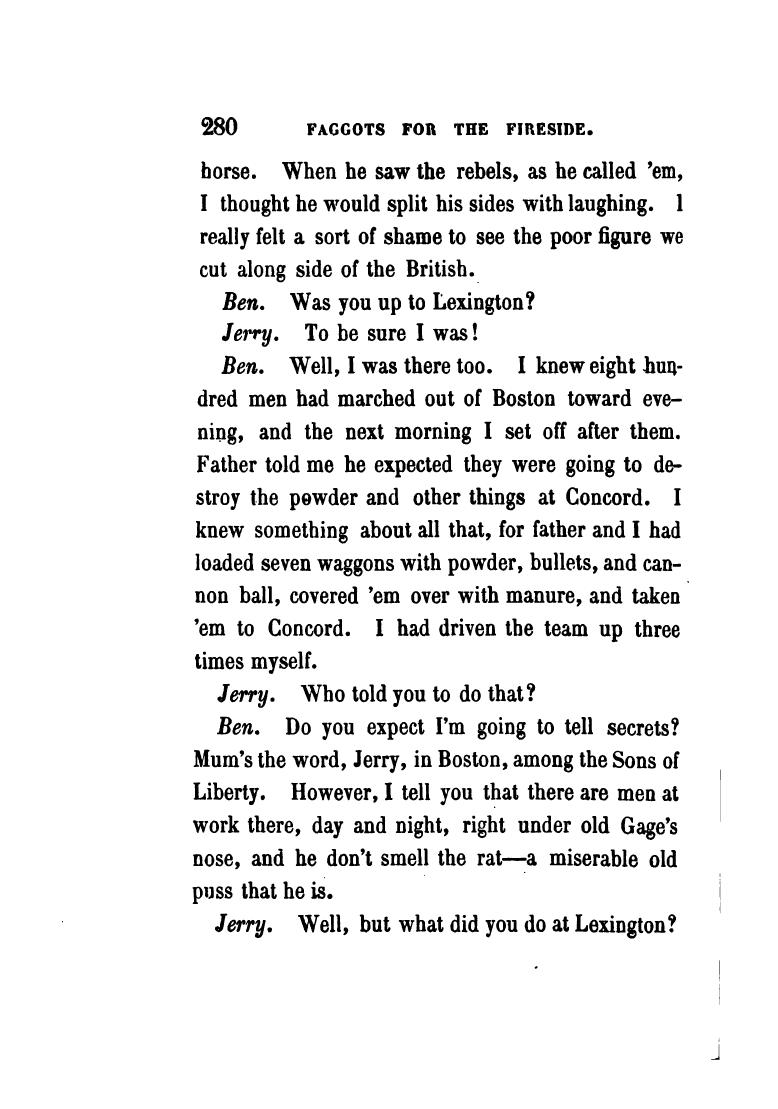 280 FAGGOTS FOR THE FIRESIDE.
horse. When he saw the rebels, as he called ’em,
I thought he would split his sides with laughing. I
really felt a sort of shame to see the poor figure we
cut along side of the British.
Ben. Was you up to Lexington?
Jerry. To be sure I was!
Ben. Well, I was there too. I knew eight hun-
dred men had marched out of Boston toward eve-
ning, and the next morning I set off after them.
Father told me he expected they were going to de-
stroy the powder and other things at Concord. I
knew something about all that, for father and I had
loaded seven waggons with powder, bullets, and can-
non ball, covered ’em over with manure, and taken
’em to Concord. I had driven the team up three
times myself.
Jerry. Who told you to do that?
Ben. Do you expect I’m going to tell secrets?
Mum’s the word, Jerry, in Boston, among the Sons of
Liberty. However, I tell you that there are men at
work there, day and night, right under old Gage’s
nose, and he don’t smell the rat—a miserable old
puss that he is.
Jerry. Well, but what did you do at Lexington?